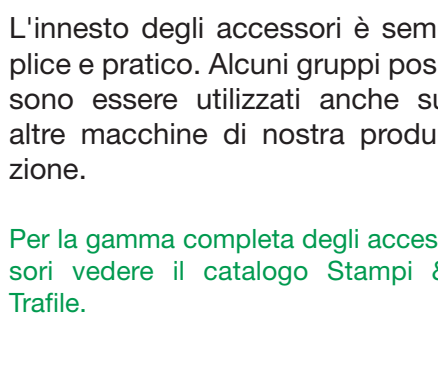 L'innesto degli accessori è sem
plice e pratico. Alcuni gruppi pos
sono essere utilizzati anche su
altre macchine di nostra produ
zione.
Per la gamma completa degli acces
sori vedere il catalogo Stampi &
Trafile.